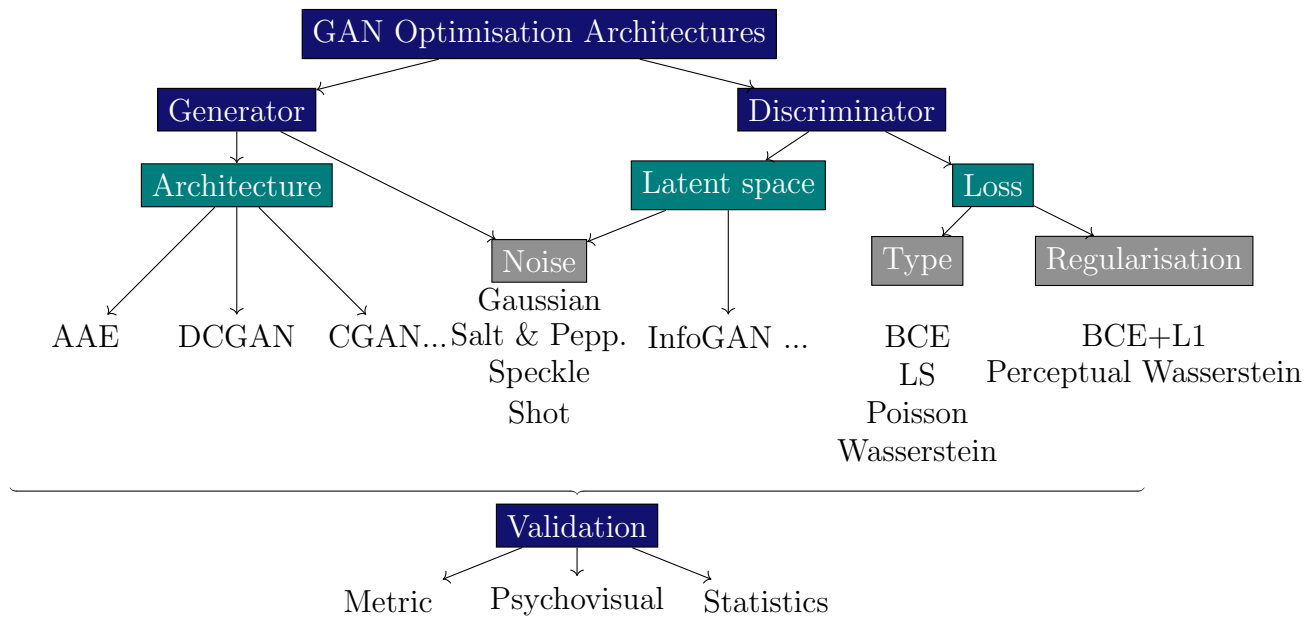 GAN Optimisation Architectures
Generator
Discriminator
Architecture
Latent space
Loss
Noise
Type
Regularisation
Gaussian
AAE
DCGAN
CGAN...
Salt & Pepp.
InfoGAN ...
BCE
BCE+L1
Speckle
LS
Perceptual Wasserstein
Shot
Poisson
Wasserstein
Validation
Metric
Psychovisual
Statistics